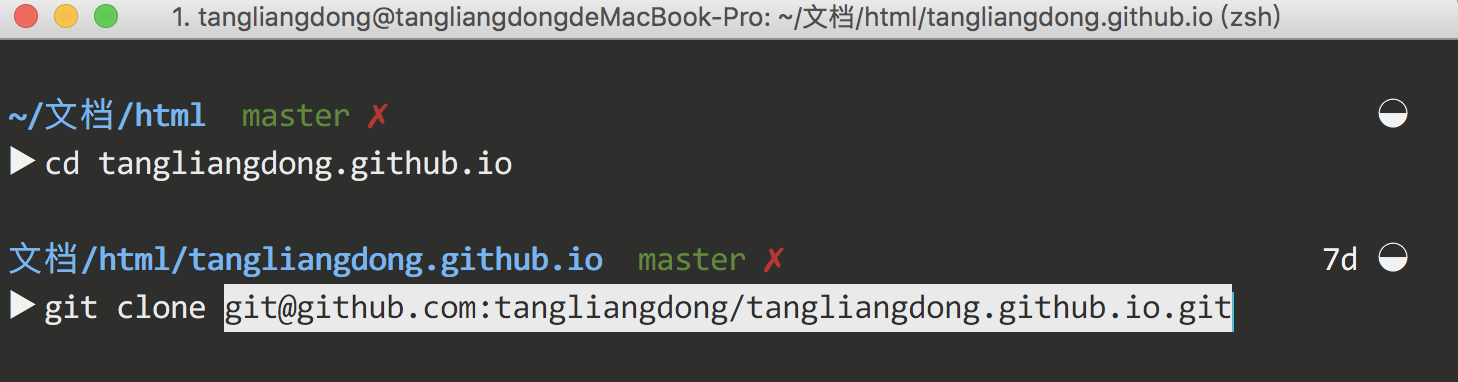 1. tangliangdong@tangliangdongdeMacBook-Pro: ~/文档/html/tangliangdong.github.io (zsh)
~/文档/html master ✗
▶ cd tangliangdong.github.io
文档/html/tangliangdong.github.io master ✗ 7d
▶ git clone git@github.com:tangliangdong/tangliangdong.github.io.git